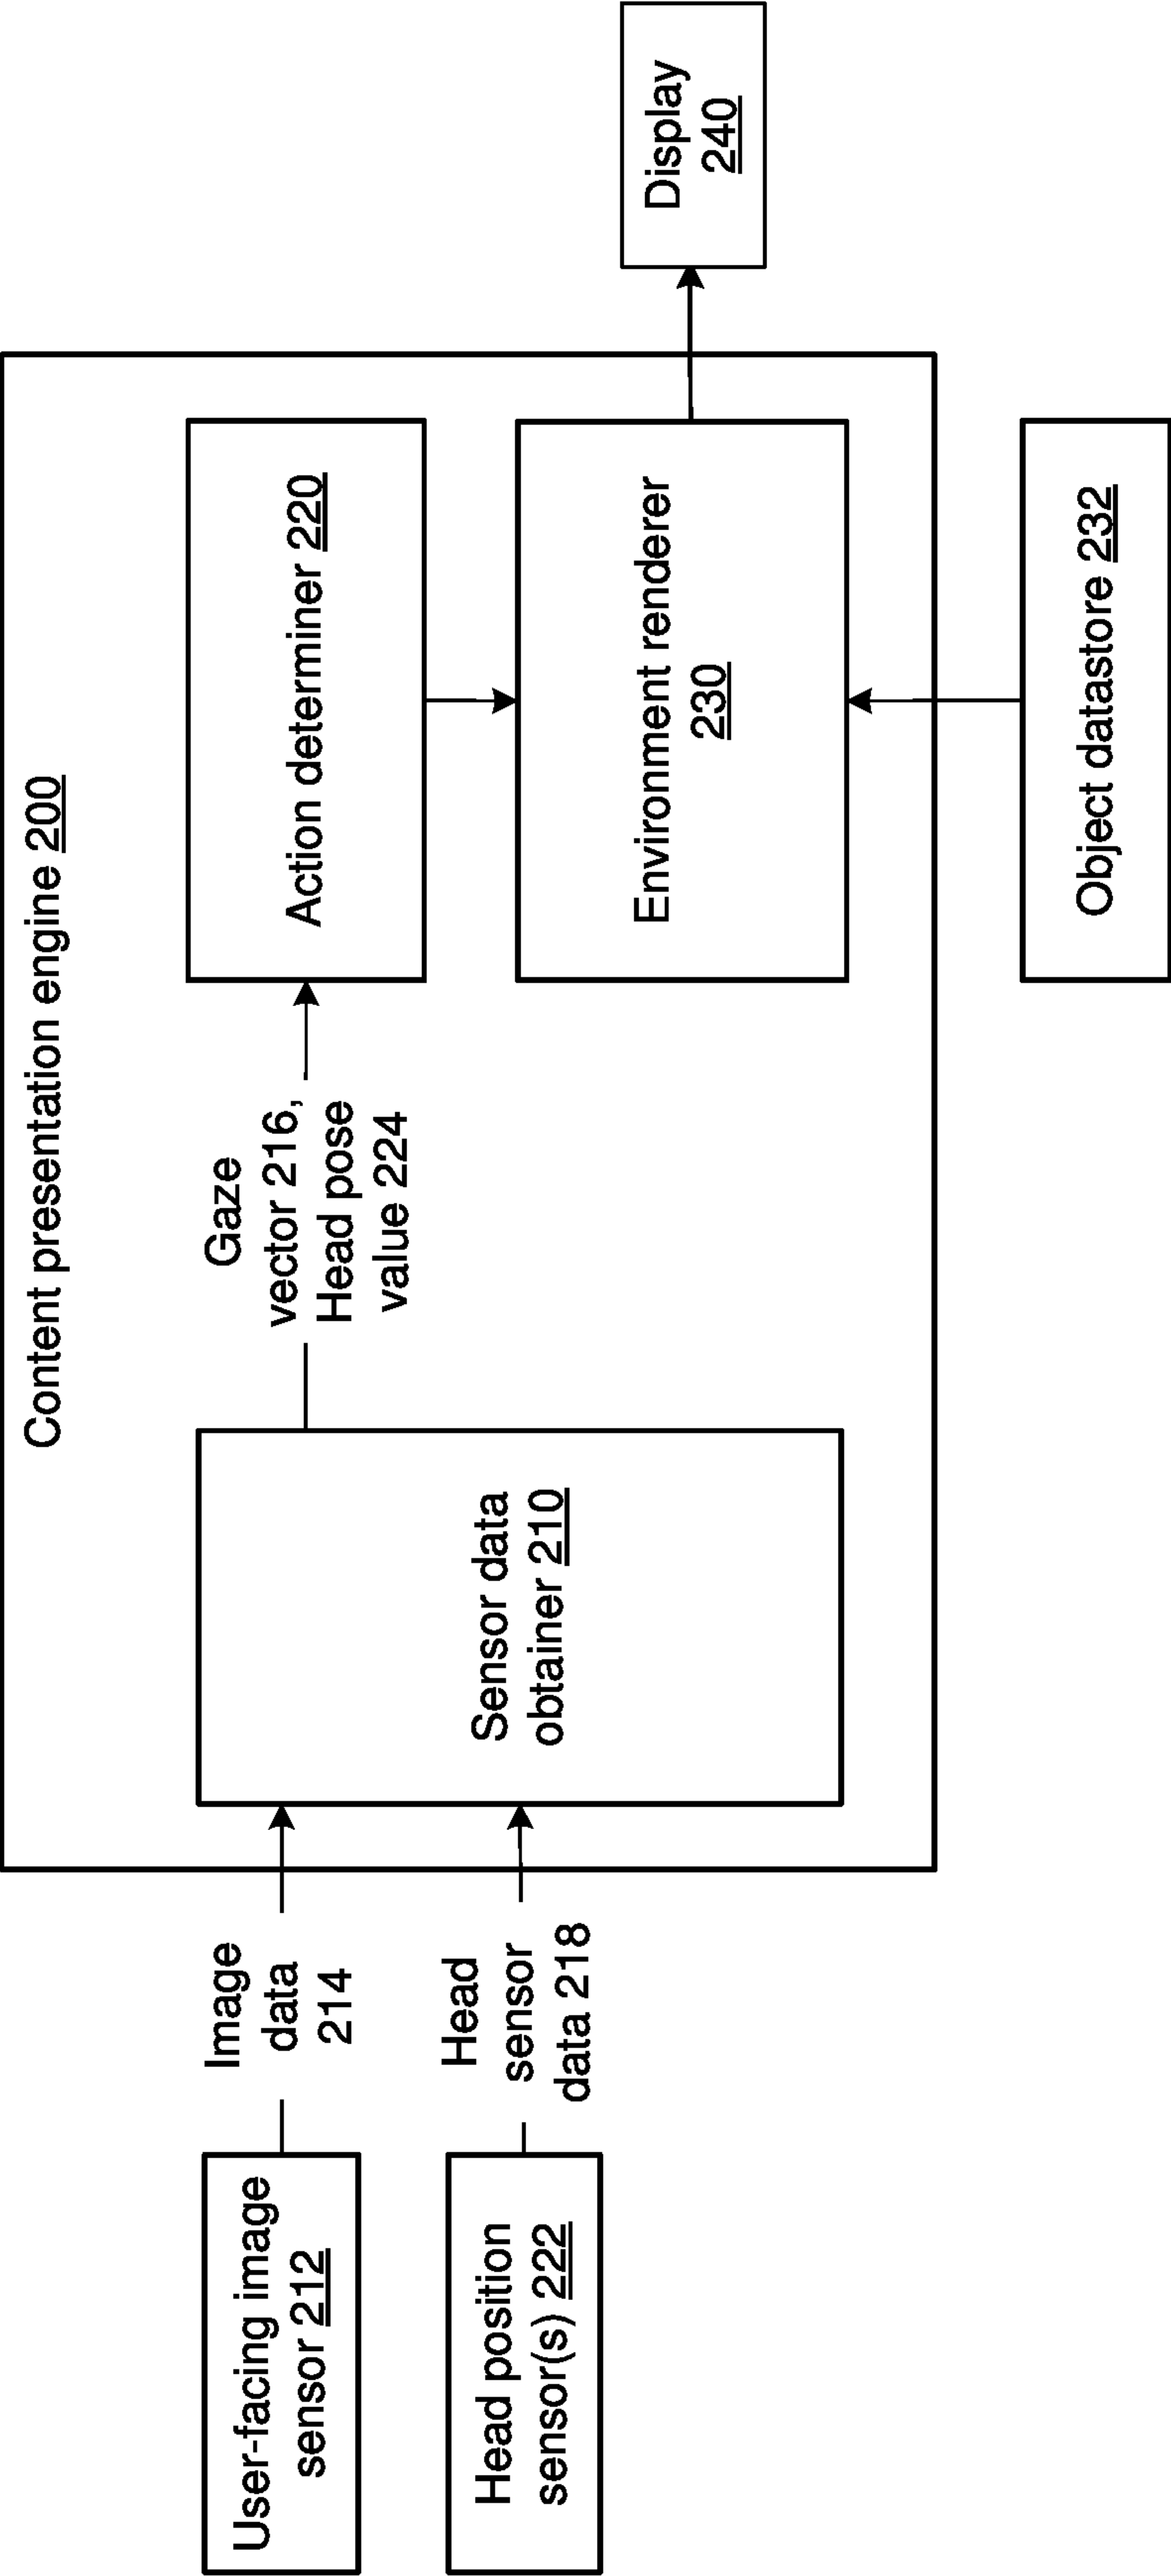 Content presentation engine 200
User-facing image
sensor 212
Image
data
214
Head position
sensor(s) 222
Head
sensor
data 218
Sensor data
obtainer 210
Gaze
vector 216,
Head pose
value 224
Action determiner 220
Environment renderer
230
Object datastore 232
Display
240